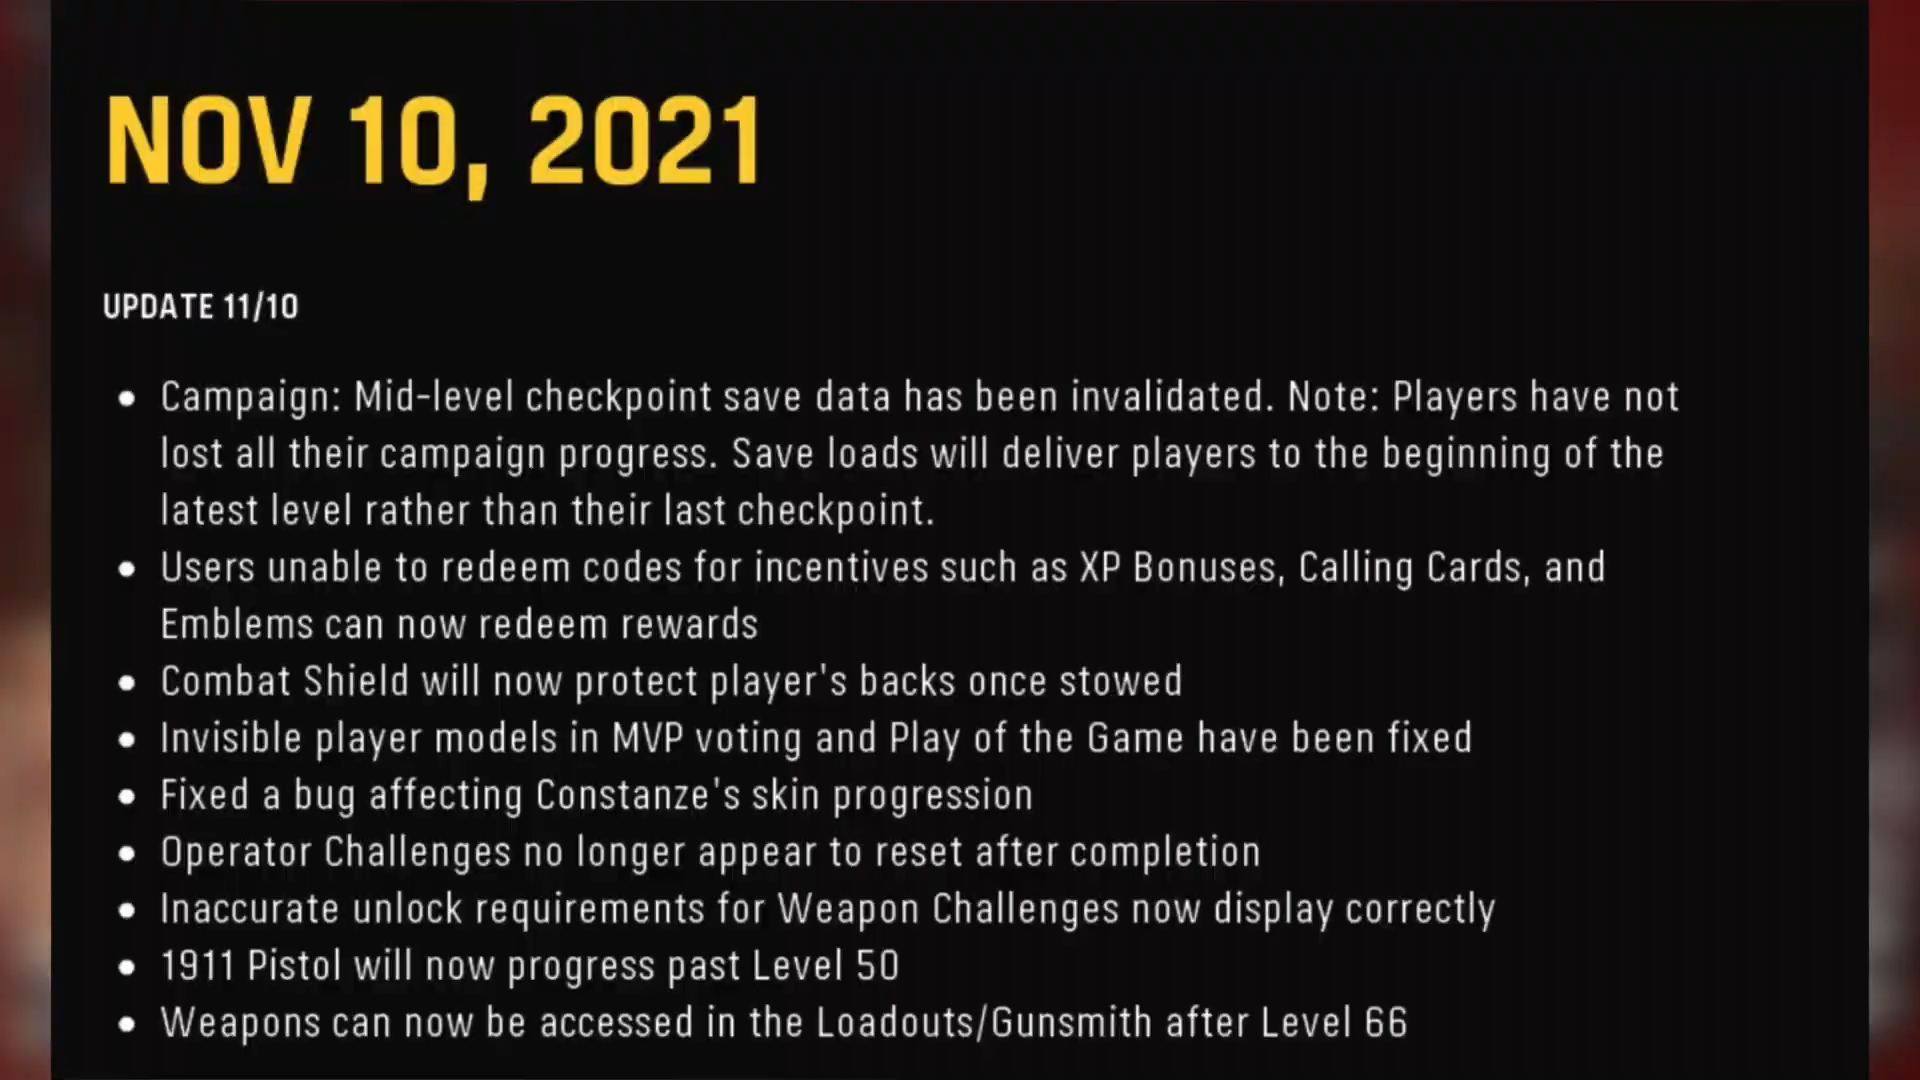 NOV 10, 2021
UPDATE 11/10
• Campaign: Mid-level checkpoint save data has been invalidated. Note: Players have not
lost all their campaign progress. Save loads will deliver players to the beginning of the
latest level rather than their last checkpoint.
• Users unable to redeem codes for incentives such as XP Bonuses, Calling Cards, and
Emblems can now redeem rewards
• Combat Shield will now protect player's backs once stowed
• Invisible player models in MVP voting and Play of the Game have been fixed
• Fixed a bug affecting Constanze's skin progression
• Operator Challenges no longer appear to reset after completion
• Inaccurate unlock requirements for Weapon Challenges now display correctly
• 1911 Pistol will now progress past Level 50
• Weapons can now be accessed in the Loadouts/Gunsmith after Level 66